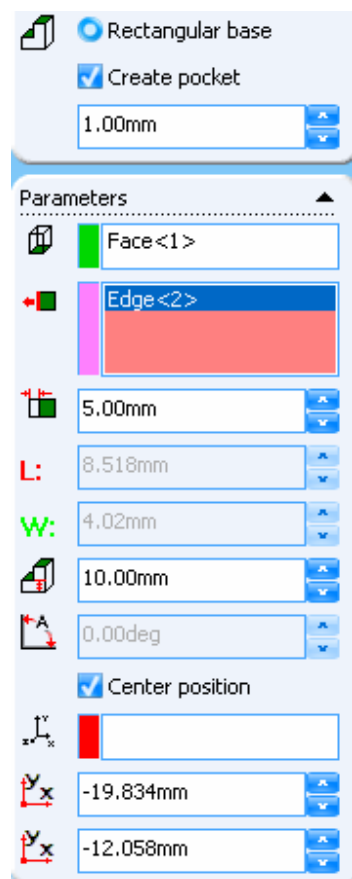 Rectangular base
Create pocket
1.00mm
Parameters
Face<1>
Edge<2>
5.00mm
L: 8.518mm
W: 4.02mm
10.00mm
A 0.00deg
Center position
Y X Z
Y X -19.834mm
Y X -12.058mm